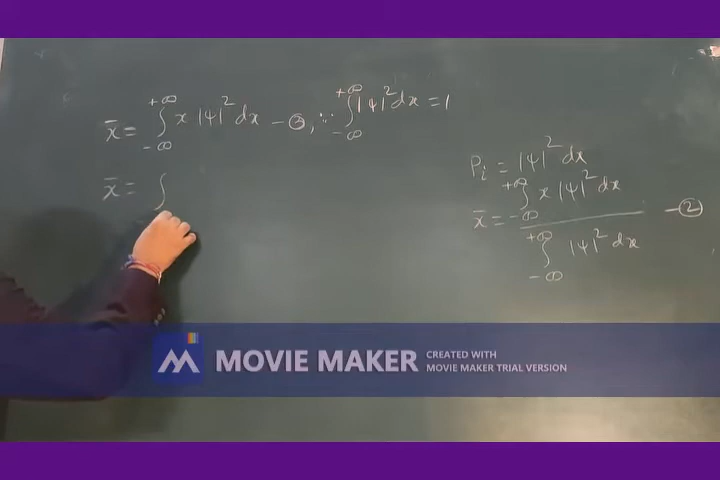 x̄ = ∫_{-∞}^{+∞} x |ψ|² dx - ③, ∵ ∫_{-∞}^{+∞} |ψ|² dx = 1
x̄ = ∫
P_i = |ψ|² dx
x̄ = ∫_{-∞}^{+∞} x |ψ|² dx / ∫_{-∞}^{+∞} |ψ|² dx - ②
MOVIE MAKER
CREATED WITH
MOVIE MAKER TRIAL VERSION